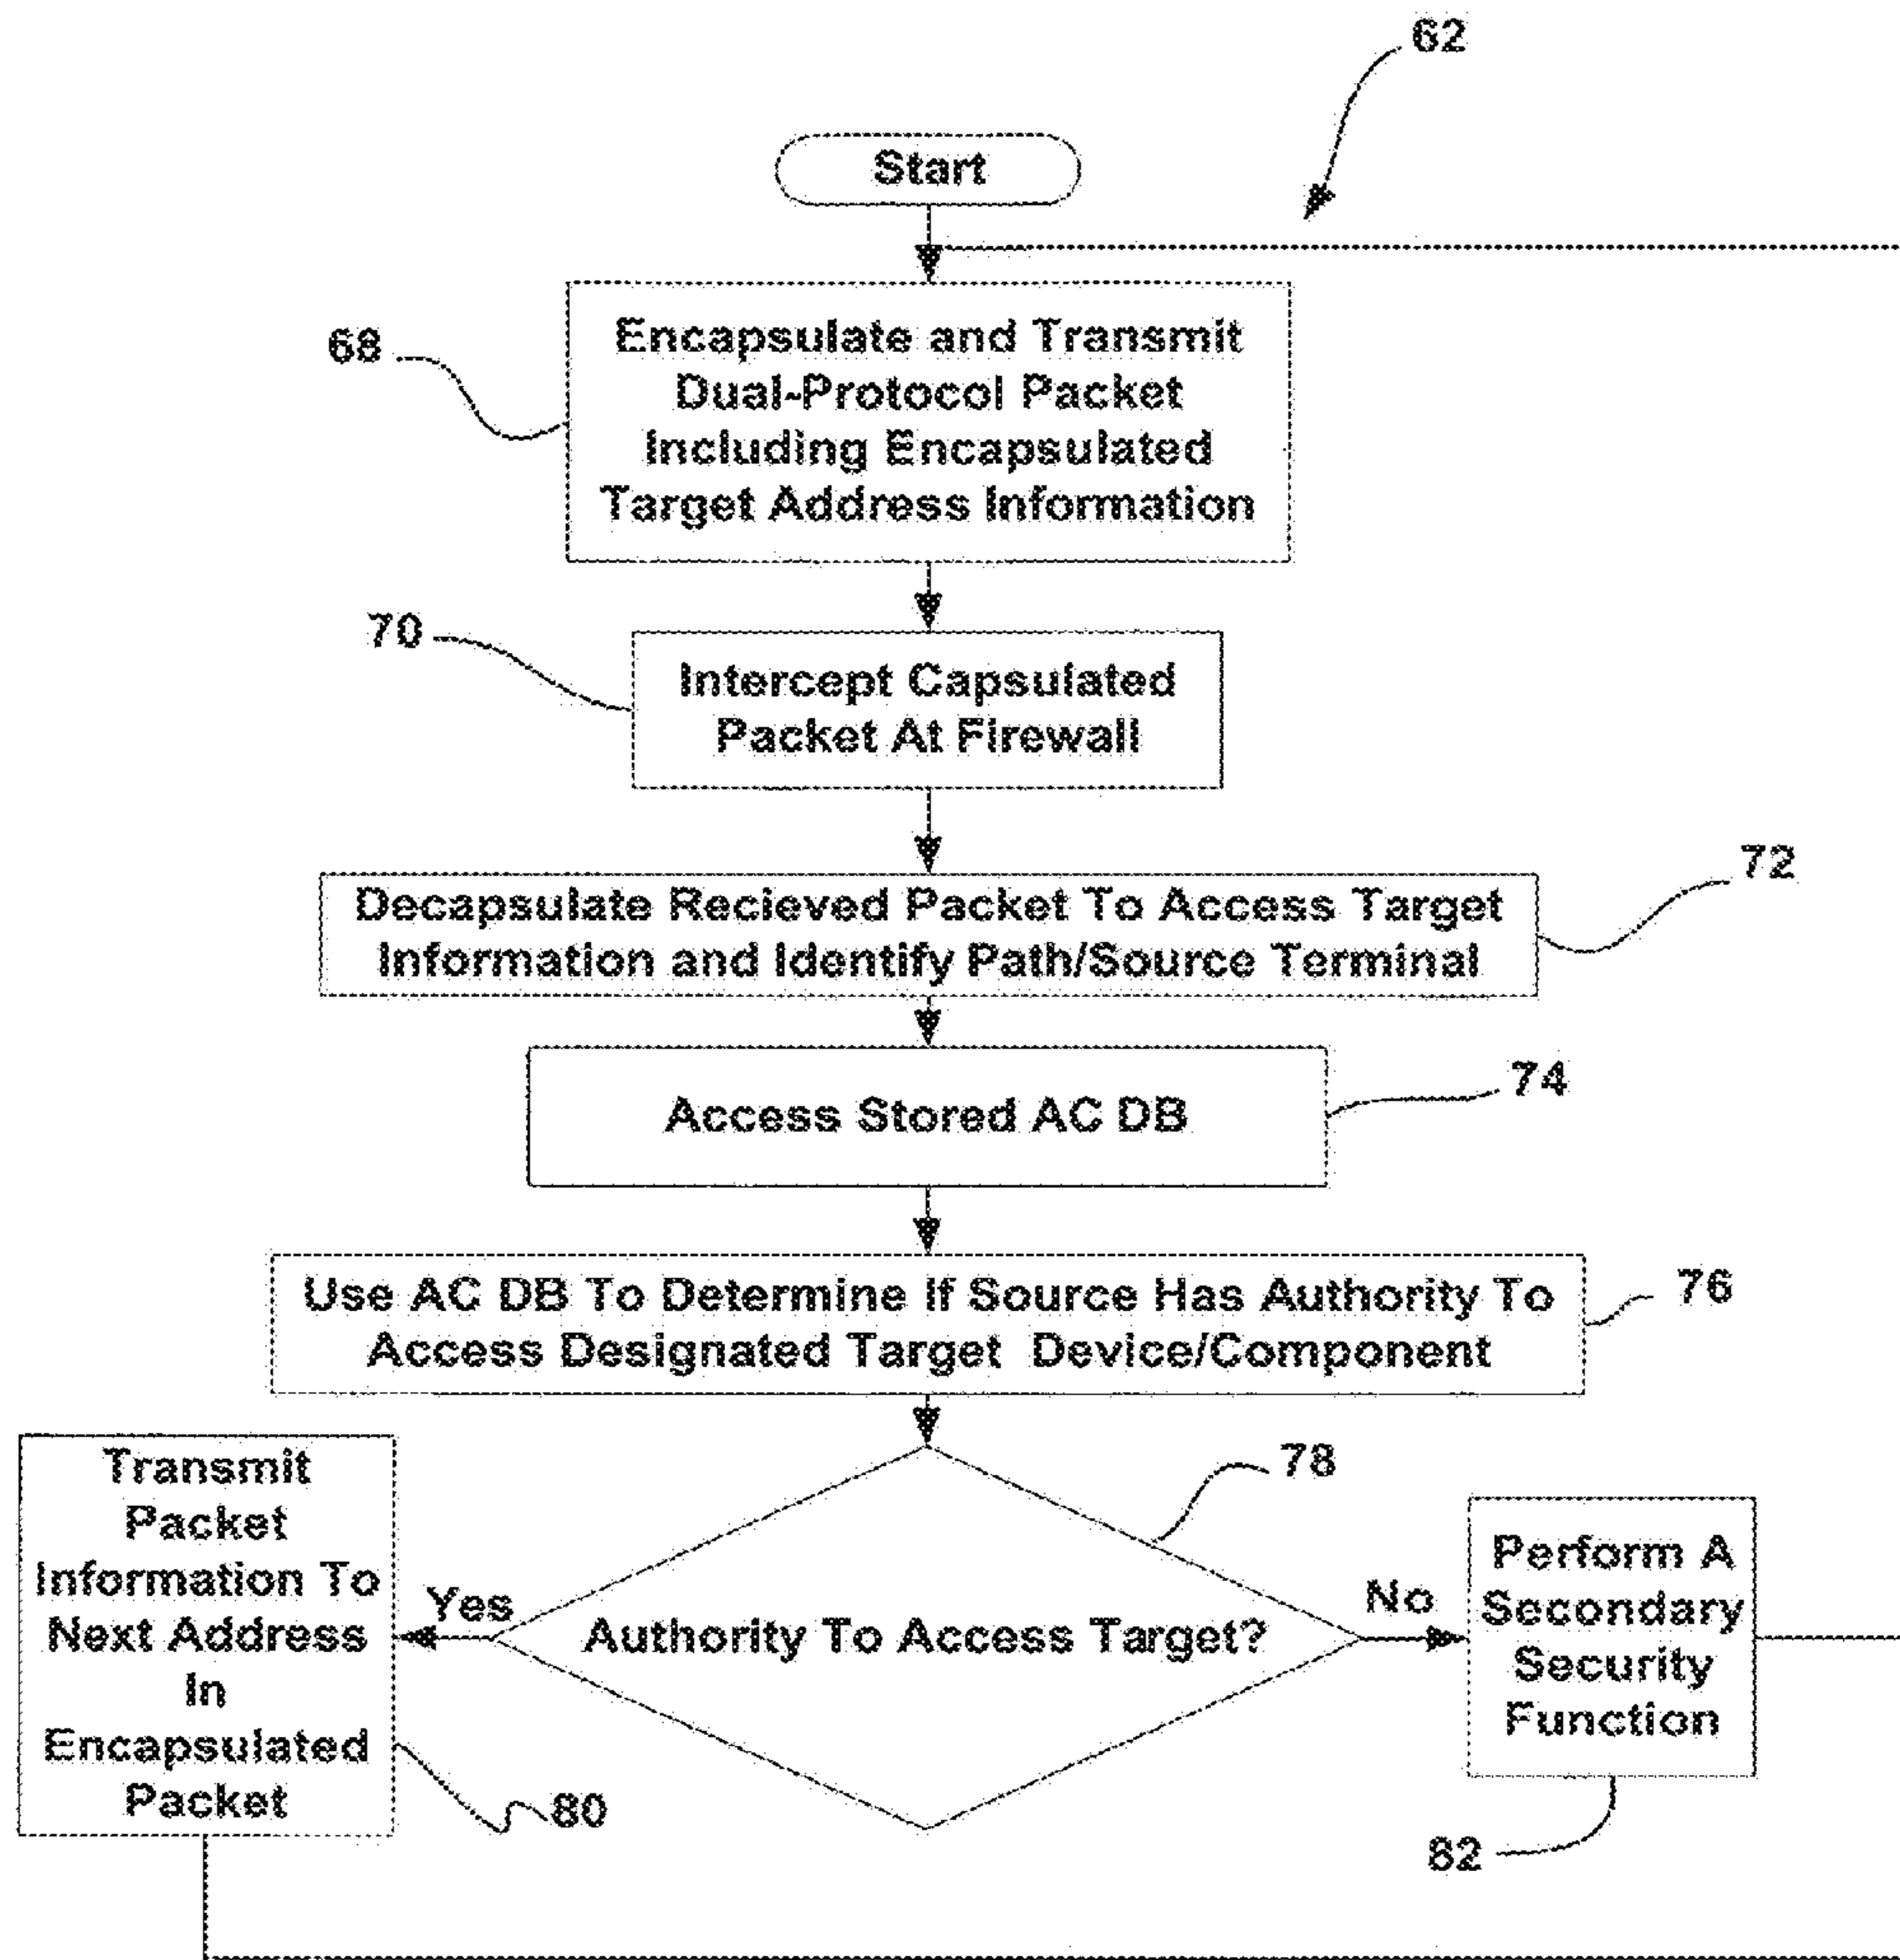 62
Start
68
Encapsulate and Transmit
Dual-Protocol Packet
Including Encapsulated
Target Address Information
70
Intercept Capsulated
Packet At Firewall
72
Decapsulate Recieved Packet To Access Target
Information and Identify Path/Source Terminal
74
Access Stored AC DB
76
Use AC DB To Determine If Source Has Authority To
Access Designated Target Device/Component
78
Authority To Access Target?
Yes
No
Transmit
Packet
Information To
Next Address
In
Encapsulated
Packet
80
Perform A
Secondary
Security
Function
82